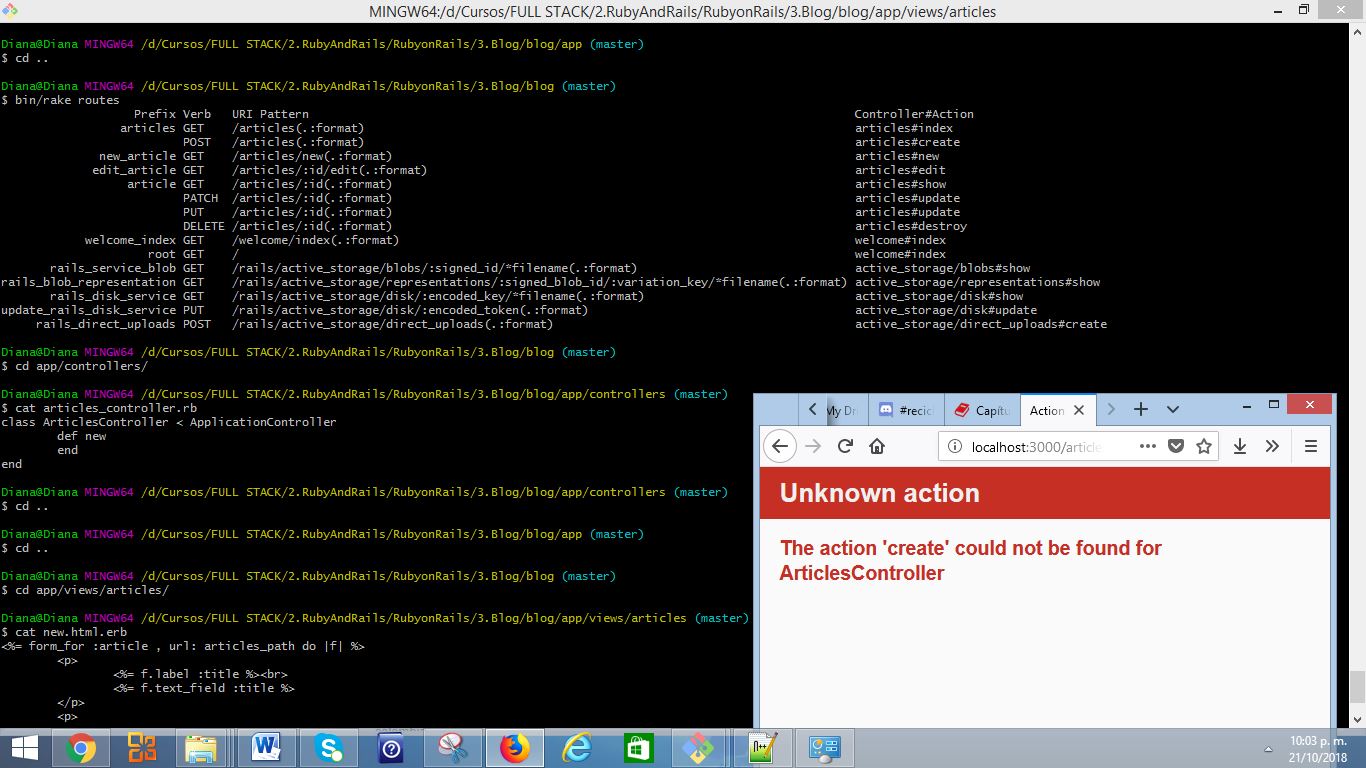 MINGW64:/d/Cursos/FULL STACK/2.RubyAndRails/RubyonRails/3.Blog/blog/app/views/articles
Diana@Diana MINGW64 /d/Cursos/FULL STACK/2.RubyAndRails/RubyonRails/3.Blog/blog/app (master)
$ cd ..
Diana@Diana MINGW64 /d/Cursos/FULL STACK/2.RubyAndRails/RubyonRails/3.Blog/blog (master)
$ bin/rake routes
Prefix Verb URI Pattern Controller#Action
articles GET /articles(.:format) articles#index
POST /articles(.:format) articles#create
new_article GET /articles/new(.:format) articles#new
edit_article GET /articles/:id/edit(.:format) articles#edit
article GET /articles/:id(.:format) articles#show
PATCH /articles/:id(.:format) articles#update
PUT /articles/:id(.:format) articles#update
DELETE /articles/:id(.:format) articles#destroy
welcome_index GET /welcome/index(.:format) welcome#index
root GET / welcome#index
rails_service_blob GET /rails/active_storage/blobs/:signed_id/*filename(.:format) active_storage/blobs#show
rails_blob_representation GET /rails/active_storage/representations/:signed_blob_id/:variation_key/*filename(.:format) active_storage/representations#show
rails_disk_service GET /rails/active_storage/disk/:encoded_key/*filename(.:format) active_storage/disk#show
update_rails_disk_service PUT /rails/active_storage/disk/:encoded_token(.:format) active_storage/disk#update
rails_direct_uploads POST /rails/active_storage/direct_uploads(.:format) active_storage/direct_uploads#create
Diana@Diana MINGW64 /d/Cursos/FULL STACK/2.RubyAndRails/RubyonRails/3.Blog/blog (master)
$ cd app/controllers/
Diana@Diana MINGW64 /d/Cursos/FULL STACK/2.RubyAndRails/RubyonRails/3.Blog/blog/app/controllers (master)
$ cat articles_controller.rb
class ArticlesController < ApplicationController
def new
end
end
Diana@Diana MINGW64 /d/Cursos/FULL STACK/2.RubyAndRails/RubyonRails/3.Blog/blog/app/controllers (master)
$ cd ..
Diana@Diana MINGW64 /d/Cursos/FULL STACK/2.RubyAndRails/RubyonRails/3.Blog/blog/app (master)
$ cd ..
Diana@Diana MINGW64 /d/Cursos/FULL STACK/2.RubyAndRails/RubyonRails/3.Blog/blog (master)
$ cd app/views/articles/
Diana@Diana MINGW64 /d/Cursos/FULL STACK/2.RubyAndRails/RubyonRails/3.Blog/blog/app/views/articles (master)
$ cat new.html.erb
<%= form_for :article , url: articles_path do |f| %>
<p>
<%= f.label :title %><br>
<%= f.text_field :title %>
</p>
<p>
My Dri #recic Capítu Action
localhost:3000/article
Unknown action
The action 'create' could not be found for
ArticlesController
10:03 p. m.
21/10/2018